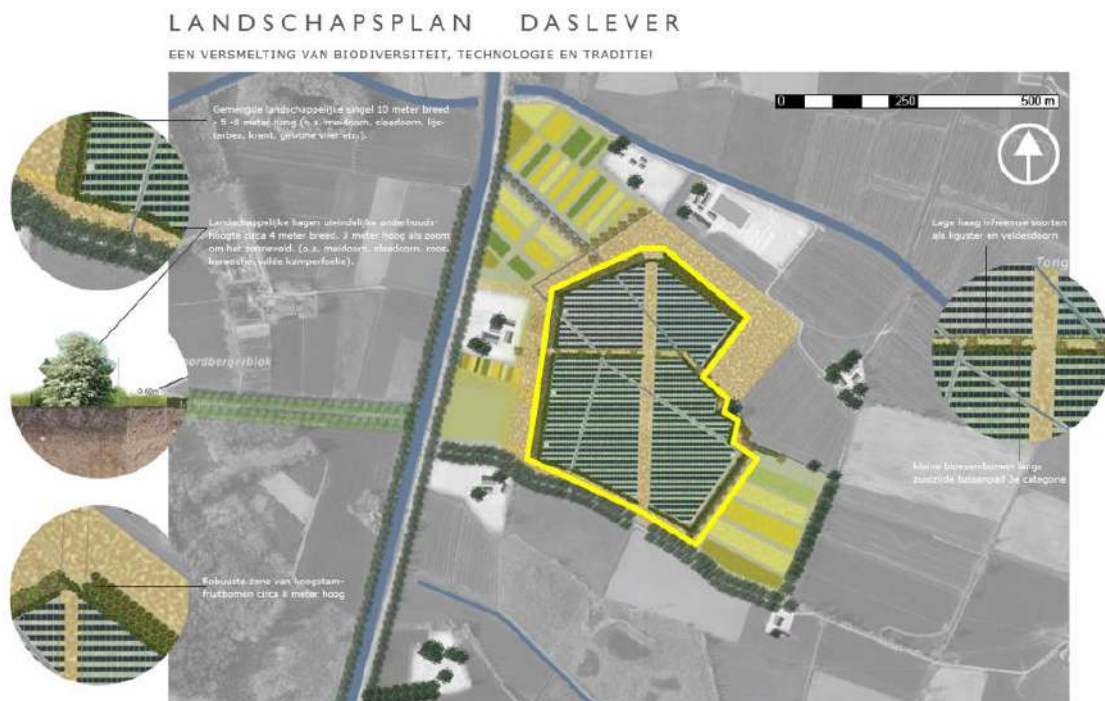 LANDSCHAPSPLAN DASLEVER
EEN VERSMELTING VAN BIODIVERSITEIT, TECHNOLOGIE EN TRADITIE!
Gemengde landschappelijke singel 10 meter breed
- 5 -8 meter hoog (o.a. meidoorn, sleedoorn, lijs-
terbes, krent, gewone vlier etc.).
0
250
500 m
Landschappelijke hagen uiteindelijke onderhouds-
hoogte circa 4 meter breed, 3 meter hoog als zoom
om het zonneveld. (o.a. meidoorn, sleedoorn, roos,
kornoelje, wilde kamperfoelie).
Lage haag inheemse soorten
als liguster en veldesdoorn
Tong
oordbergerblok
0.60m
Kleine bloesembomen langs
zuidzijde tussenpad 3e categorie
Robuuste zone van hoogstam-
fruitbomen circa 8 meter hoog